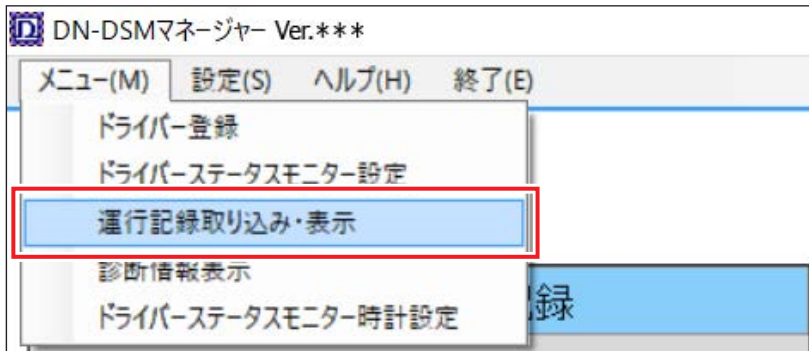 DN-DSMマネージャー Ver.***
メニュー(M) 設定(S) ヘルプ(H) 終了(E)
ドライバー登録
ドライバーステータスモニター設定
運行記録取り込み・表示
診断情報表示
ドライバーステータスモニター時計設定
録